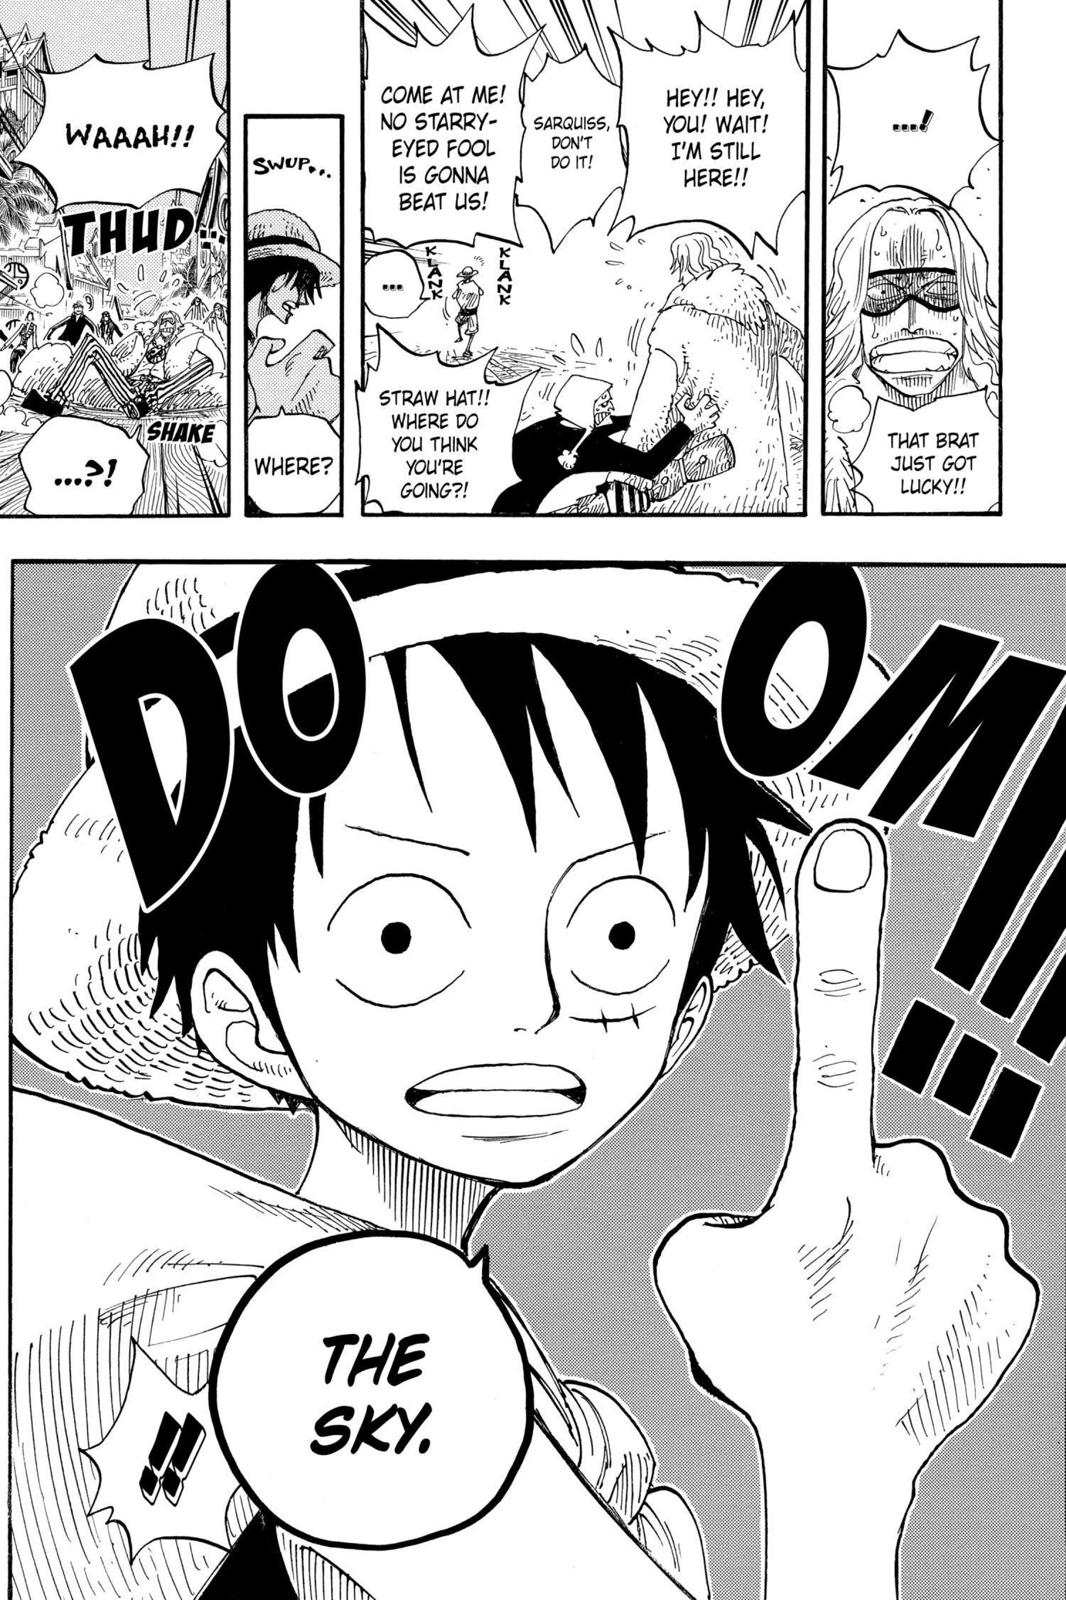 ...!
THAT BRAT
JUST GOT
LUCKY!!
HEY!! HEY,
YOU! WAIT!
I'M STILL
HERE!!
SARQUISS,
DON'T
DO IT!
COME AT ME!
NO STARRY-
EYED FOOL
IS GONNA
BEAT US!
KLANK
KLANK
...
STRAW HAT!!
WHERE DO
YOU THINK
YOU'RE
GOING?!
SWUP...
WHERE?
WAAAH!!
THUD!!
SHAKE
....?!
DOOM!!!
THE
SKY.
!!